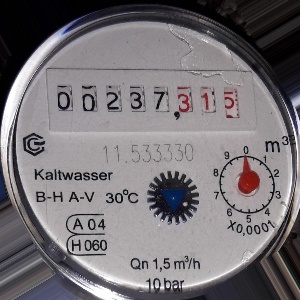 00237,315
m³
11.533330
Kaltwasser
B-H A-V 30°C
A 04
H 060
0
1
2
3
4
5
6
7
8
9
X0,0001
Qn 1,5 m³/h
10 bar